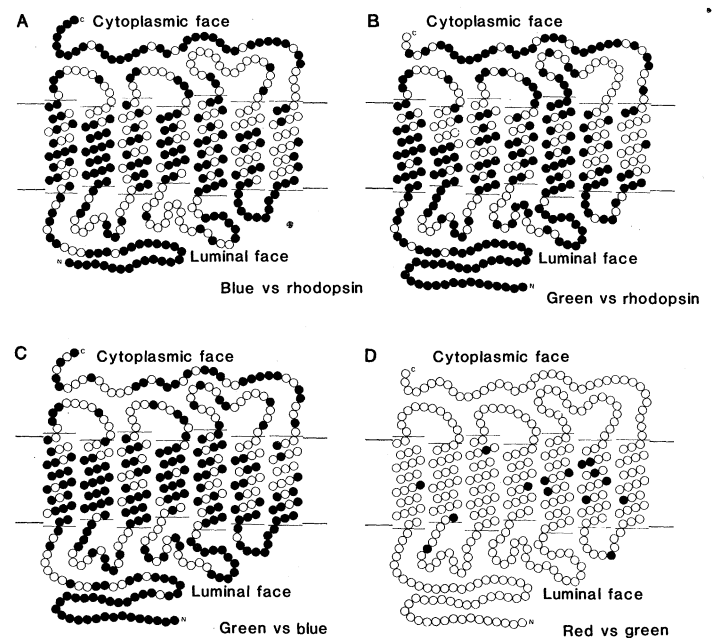 A
Cytoplasmic face
C
N
Luminal face
Blue vs rhodopsin
B
Cytoplasmic face
C
N
Luminal face
Green vs rhodopsin
C
Cytoplasmic face
C
N
Luminal face
Green vs blue
D
Cytoplasmic face
C
N
Luminal face
Red vs green